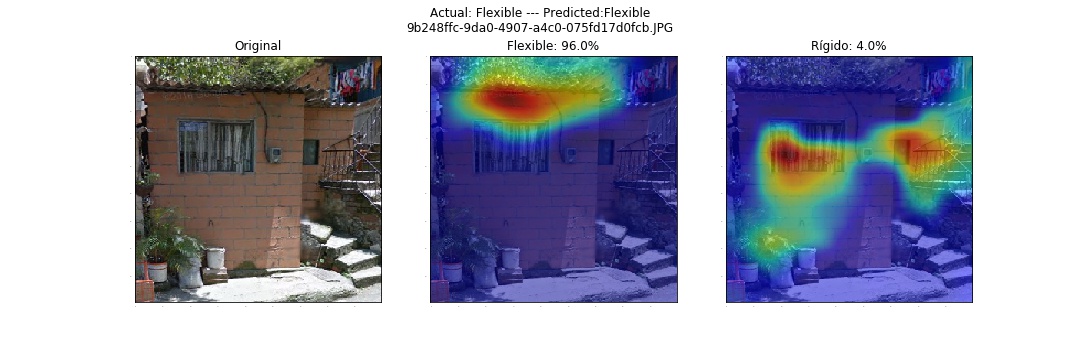 Actual: Flexible --- Predicted:Flexible
9b248ffc-9da0-4907-a4c0-075fd17d0fcb.JPG
Original
Flexible: 96.0%
Rígido: 4.0%